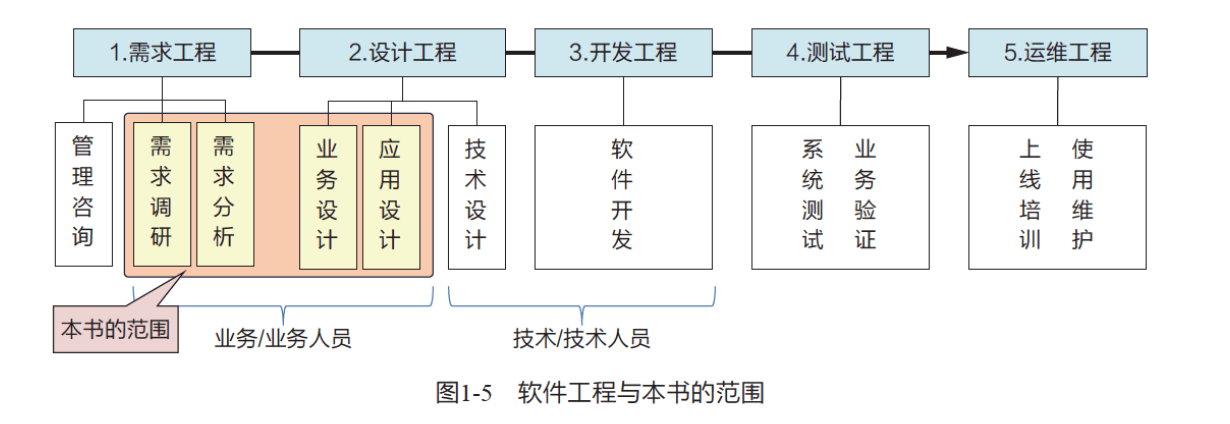 1.需求工程
2.设计工程
3.开发工程
4.测试工程
5.运维工程
管理咨询
需求调研
需求分析
业务设计
应用设计
技术设计
软件开发
系统测试
业务验证
上线培训
使用维护
本书的范围
业务/业务人员
技术/技术人员
图1-5 软件工程与本书的范围